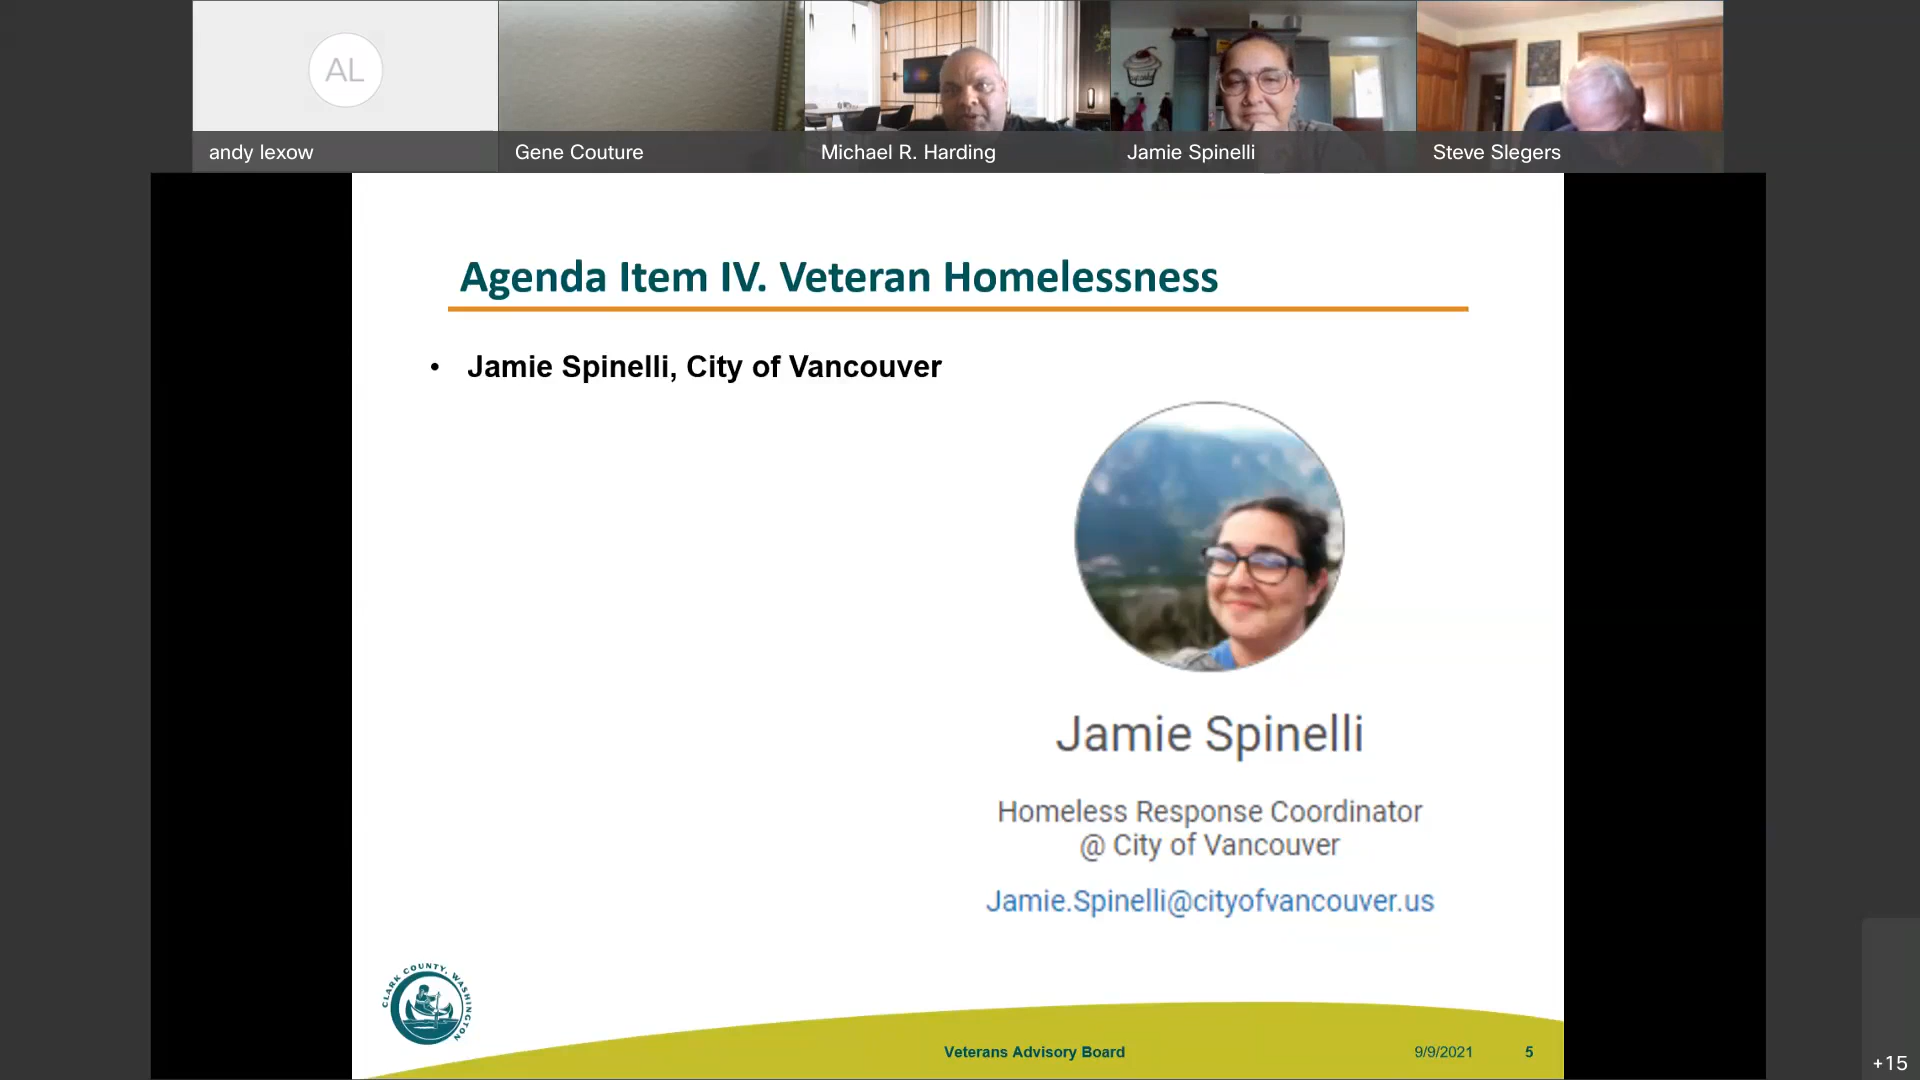 AL
andy lexow
Gene Couture
Michael R. Harding
Jamie Spinelli
Steve Slegers
Agenda Item IV. Veteran Homelessness
• Jamie Spinelli, City of Vancouver
Jamie Spinelli
Homeless Response Coordinator
@ City of Vancouver
Jamie.Spinelli@cityofvancouver.us
CLARK COUNTY, WASHINGTON
Veterans Advisory Board
9/9/2021
5
+15